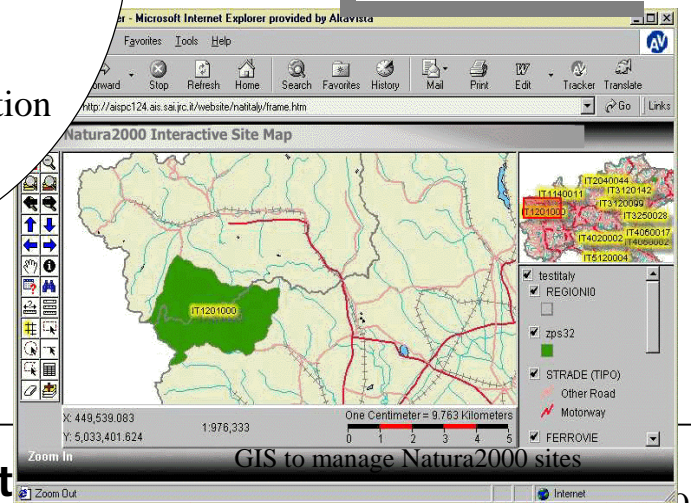 er - Microsoft Internet Explorer provided by AltaVista
Favorites Tools Help
orward Stop Refresh Home Search Favorites History Mail Print Edit Tracker Translate
tion
http://aispc124.ais.sai.jrc.it/website/natitaly/frame.htm Go Links
Natura2000 Interactive Site Map
IT1201000
IT2040044
IT1140011 IT3120142
IT3120099
IT1201000 IT3250028
IT4020002 IT4060017
IT4060002
IT5120004
testitaly
REGIONI0
zps32
STRADE (TIPO)
Other Road
Motorway
FERROVIE
X: 449,539.083
Y: 5,033,401.624
1:976,333
One Centimeter = 9.763 Kilometers
0 1 2 3 4 5
Zoom In
GIS to manage Natura2000 sites
t
Zoom Out Internet